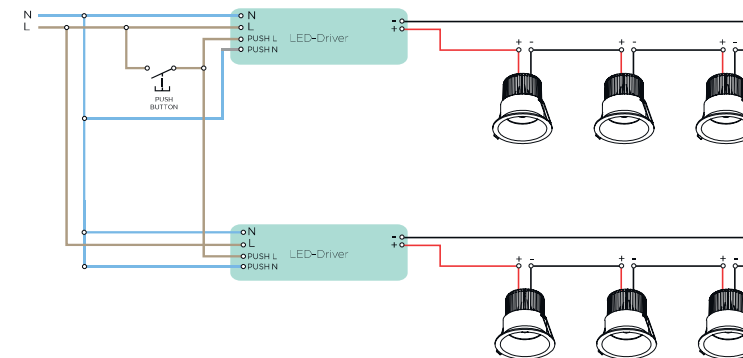 N
L
N
L
PUSH L
PUSH N
LED-Driver
-
+
+ -
+ -
+ -
PUSH
BUTTON
N
L
PUSH L
PUSH N
LED-Driver
-
+
+ -
+ -
+ -